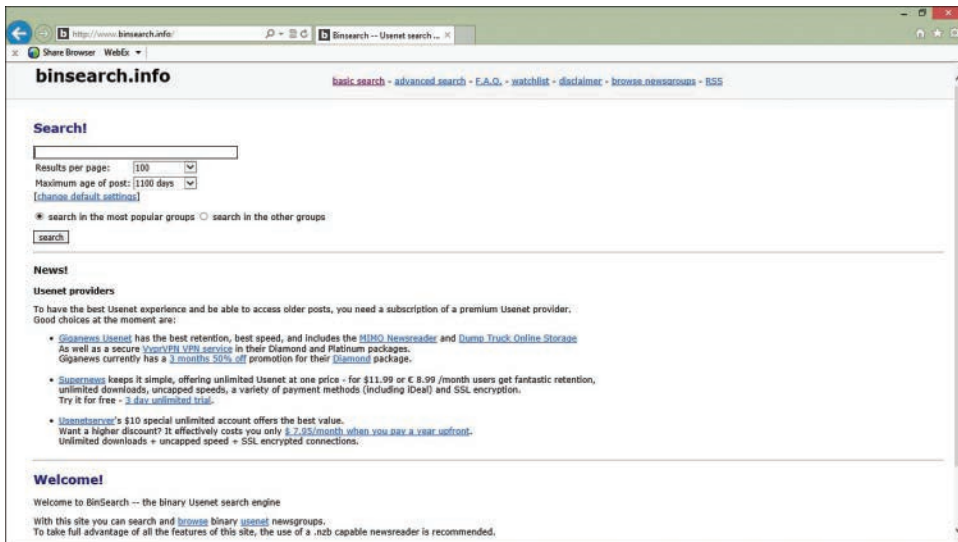 http://www.binsearch.info/
Binsearch -- Usenet search ...
Share Browser WebEx
binsearch.info
basic search - advanced search - F.A.Q. - watchlist - disclaimer - browse newsgroups - RSS
Search!
Results per page: 100
Maximum age of post: 1100 days
[change default settings]
search in the most popular groups search in the other groups
search
News!
Usenet providers
To have the best Usenet experience and be able to access older posts, you need a subscription of a premium Usenet provider.
Good choices at the moment are:
• Giganews Usenet has the best retention, best speed, and includes the MIMO Newsreader and Dump Truck Online Storage
As well as a secure VyprVPN VPN service in their Diamond and Platinum packages.
Giganews currently has a 3 months 50% off promotion for their Diamond package.
• Supernews keeps it simple, offering unlimited Usenet at one price - for $11.99 or € 8.99 /month users get fantastic retention,
unlimited downloads, uncapped speeds, a variety of payment methods (including iDeal) and SSL encryption.
Try it for free - 3 day unlimited trial.
• Usenetserver's $10 special unlimited account offers the best value.
Want a higher discount? It effectively costs you only $ 7.95/month when you pay a year upfront.
Unlimited downloads + uncapped speed + SSL encrypted connections.
Welcome!
Welcome to BinSearch -- the binary Usenet search engine
With this site you can search and browse binary usenet newsgroups.
To take full advantage of all the features of this site, the use of a .nzb capable newsreader is recommended.